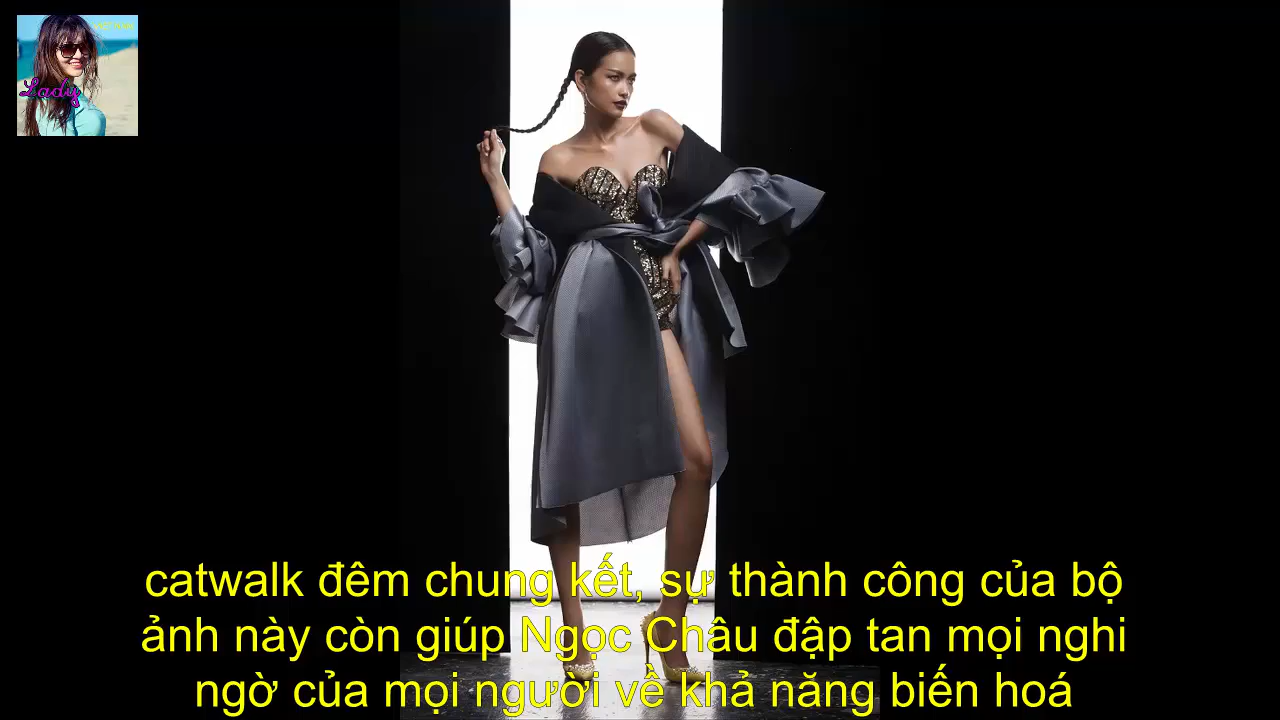 Lady
catwalk đêm chung kết, sự thành công của bộ
ảnh này còn giúp Ngọc Châu đập tan mọi nghi
ngờ của mọi người về khả năng biến hoá